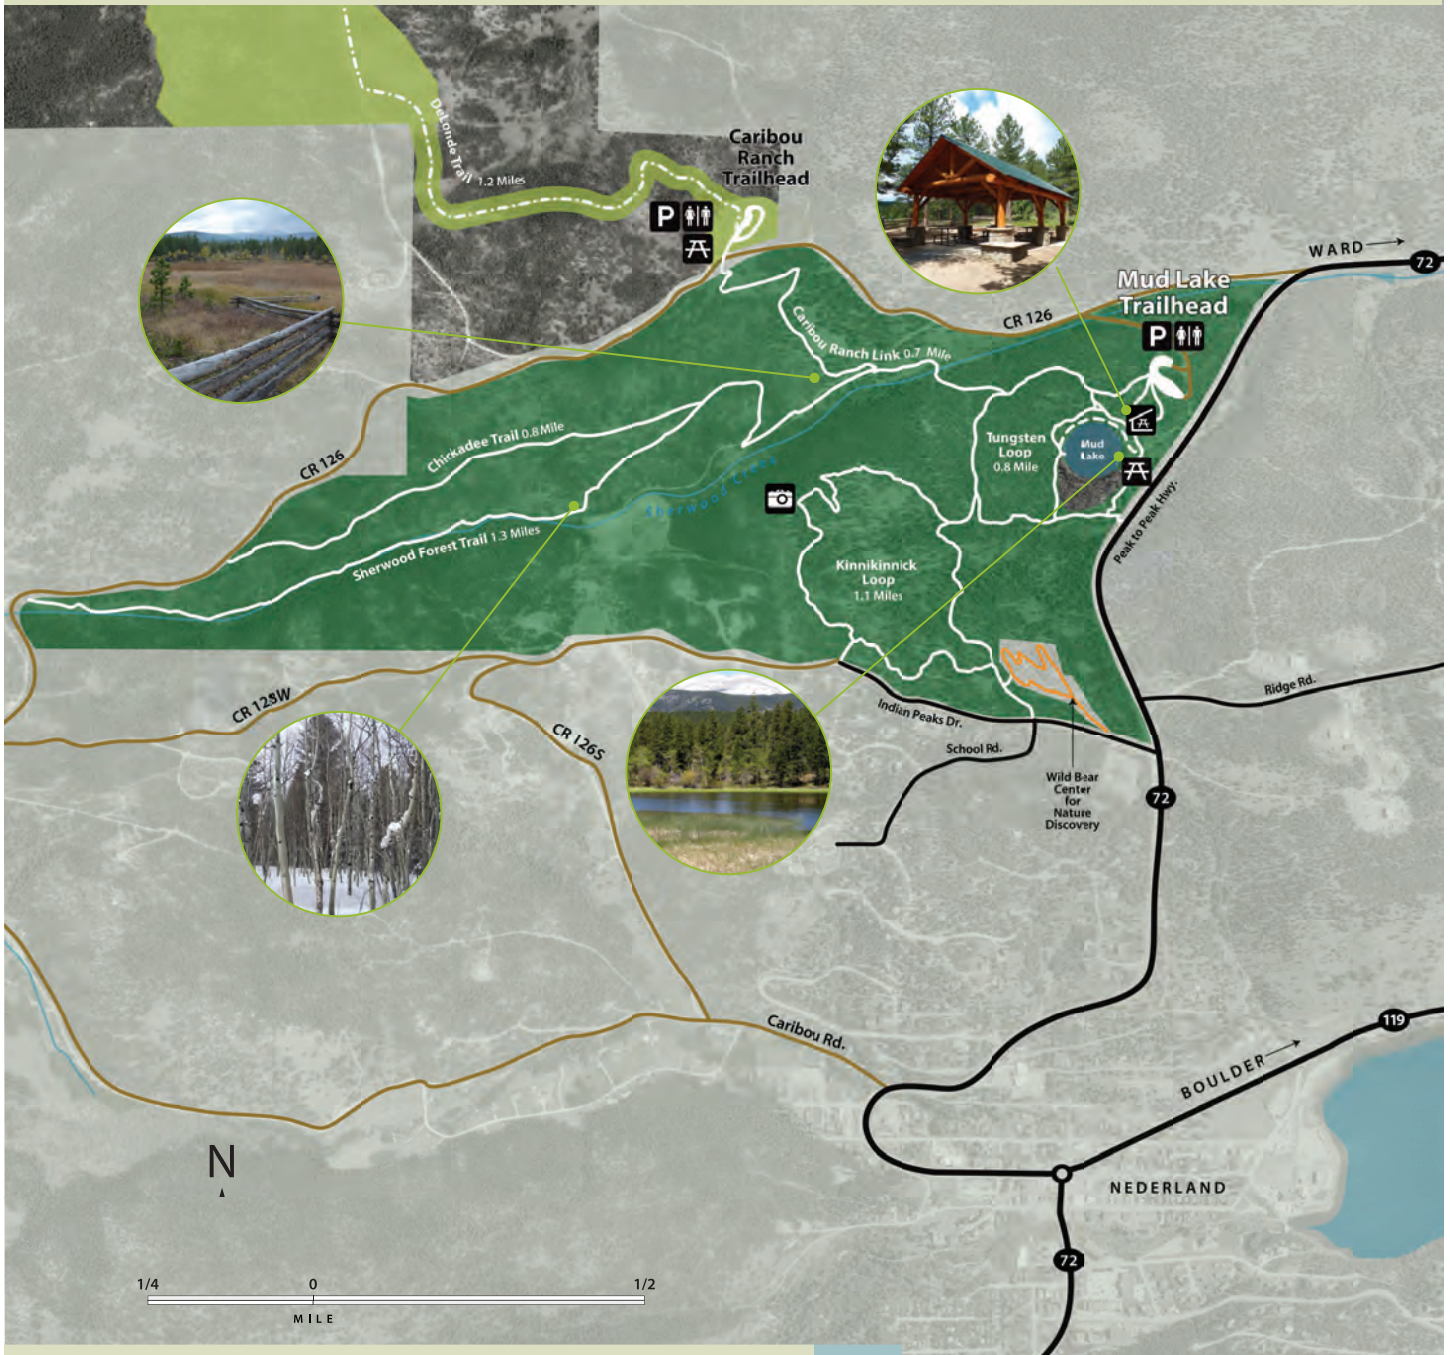 Caribou
Ranch
Trailhead
DeLonde Trail 1.2 Miles
P
WARD
72
Mud Lake
Trailhead
P
CR 126
Caribou Ranch Link 0.7 Mile
Chickadee Trail 0.8 Mile
CR 126
Tungsten
Loop
0.8 Mile
Mud
Lake
Sherwood Creek
Peak to Peak Hwy.
Sherwood Forest Trail 1.3 Miles
Kinnikinnick
Loop
1.1 Miles
Ridge Rd.
CR 128W
Indian Peaks Dr.
CR 126S
School Rd.
Wild Bear
Center
for
Nature
Discovery
72
Caribou Rd.
119
BOULDER
N
NEDERLAND
72
1/4 0 1/2
MILE